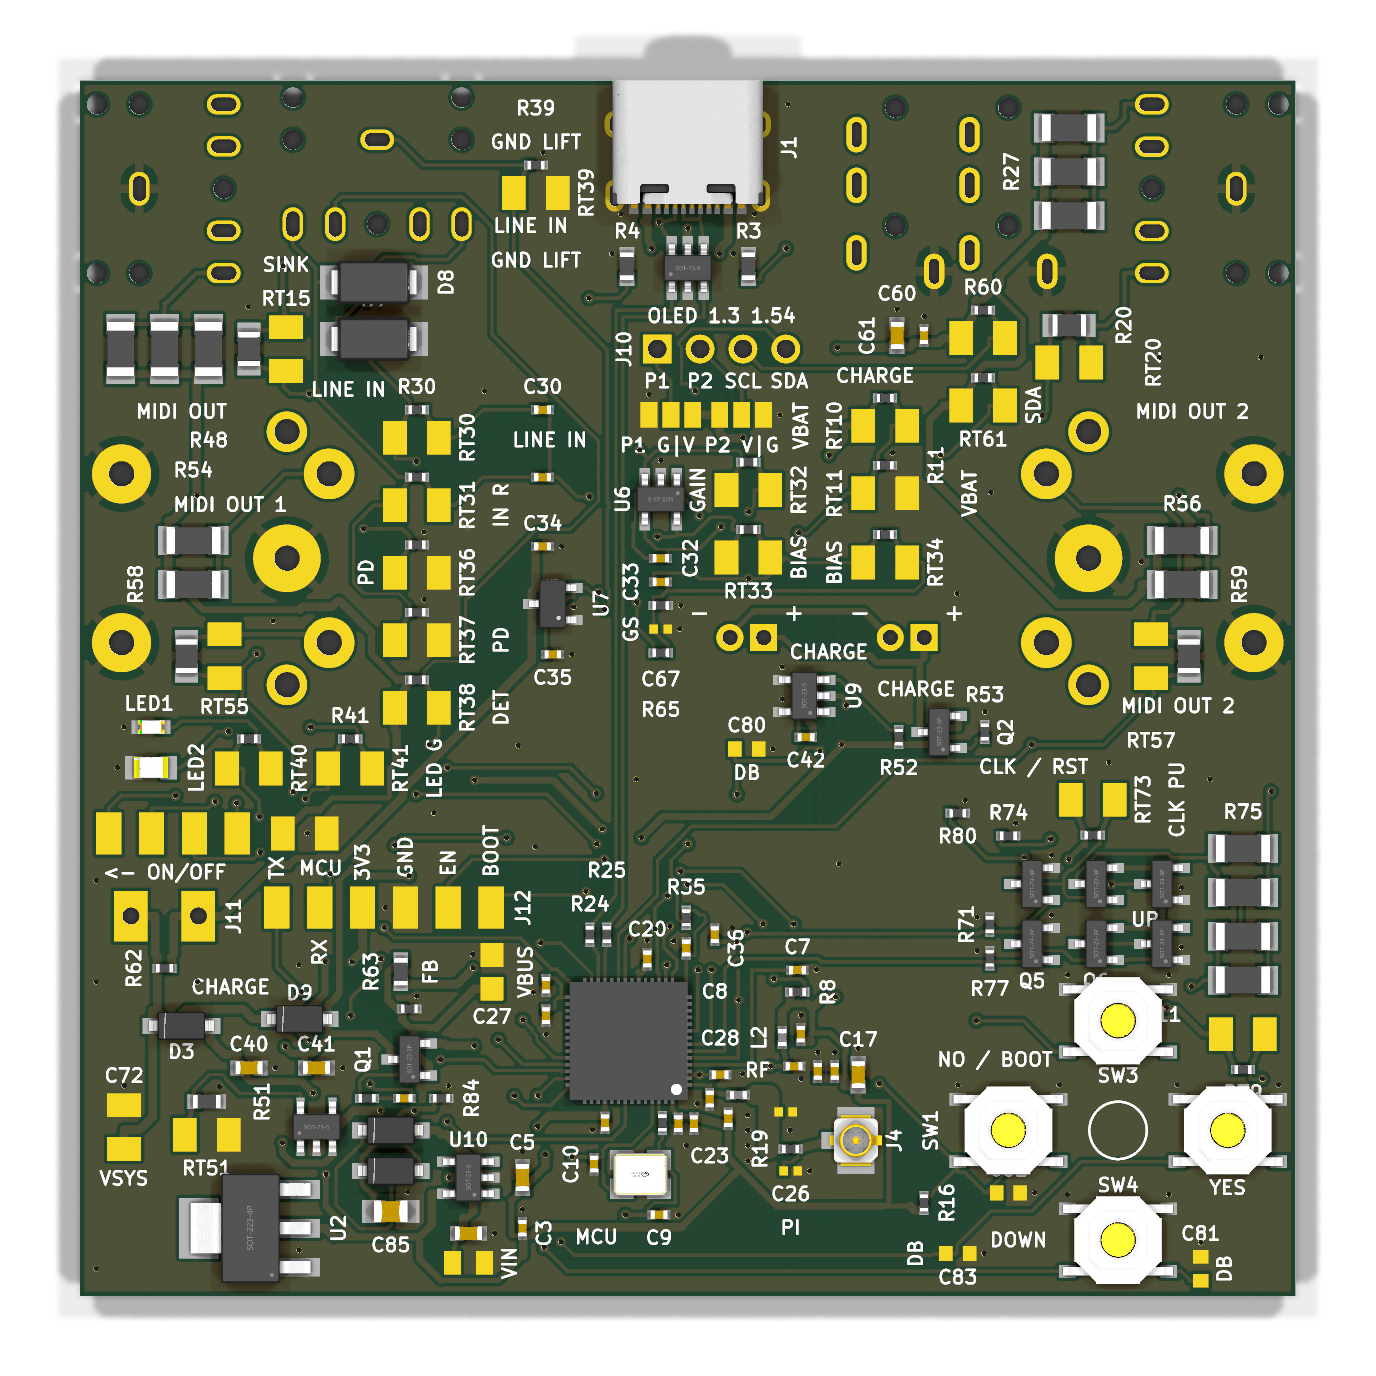 R39
GND LIFT
J1
R27
RT39
LINE IN
R4
R3
GND LIFT
SINK
D8
RT15
R60
C60
OLED 1.3 1.54
C61
R20
J10
RT20
P1 P2 SCL SDA
CHARGE
LINE IN
R30
C30
SDA
MIDI OUT
MIDI OUT 2
VBAT
RT10
RT30
R48
LINE IN
P1 G|V P2 V|G
RT61
R54
R11
MIDI OUT 1
RT31
IN R
U6
GAIN
RT32
RT11
VBAT
R56
C34
PD
RT36
C32
BIAS
BIAS
RT34
R58
C33
RT33
R59
U7
GS
- + - +
RT37
PD
CHARGE
C35
C67
CHARGE
U9
R53
LED1
RT55
R65
RT38
DET
MIDI OUT 2
R41
C80
Q2
RT57
LED2
RT40
RT41
LED G
DB
C42
R52
CLK / RST
RT73
CLK PU
R74
R75
R80
<- ON/OFF
TX
MCU
3V3
GND
EN
BOOT
R25
R35
J11
J12
R24
C20
R71
UP
RX
C36
C7
R62
R63
FB
VBUS
R77
Q5
CHARGE
D9
C27
C8
R8
D3
C40
C41
Q1
C28
L2
C17
NO / BOOT
SW3
C72
R51
RF
R84
U10
C5
SW1
RT51
C10
C23
R19
J4
VSYS
C26
R16
SW4
YES
U2
C85
C3
MCU
C9
PI
DOWN
C81
VIN
DB
C83
DB